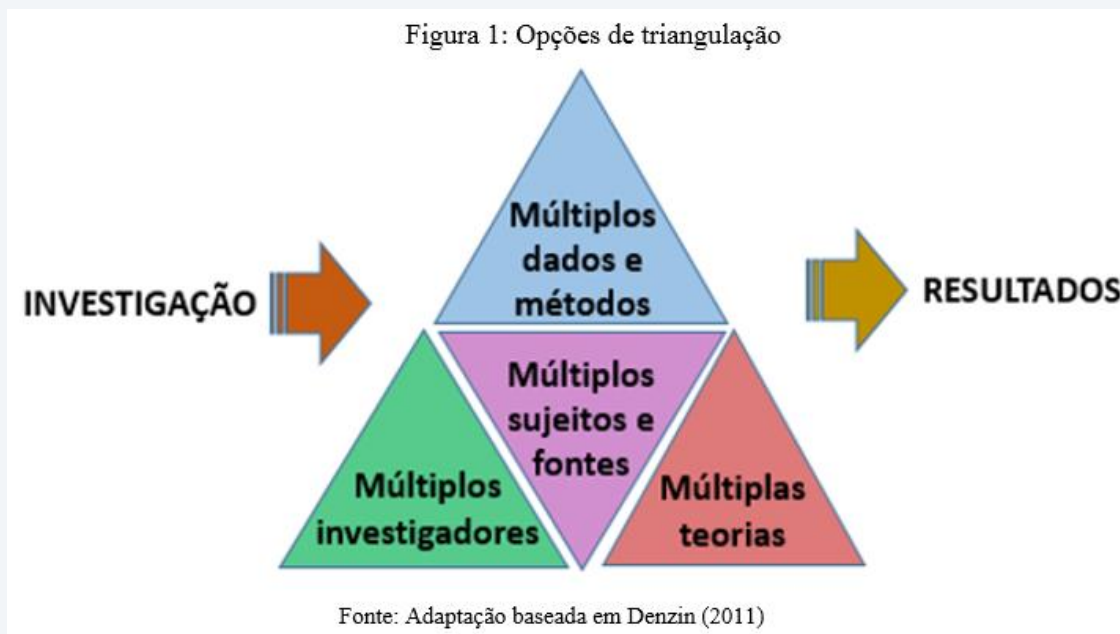 Figura 1: Opções de triangulação
Múltiplos
dados e
métodos
INVESTIGAÇÃO
RESULTADOS
Múltiplos
sujeitos e
fontes
Múltiplos
investigadores
Múltiplas
teorias
Fonte: Adaptação baseada em Denzin (2011)